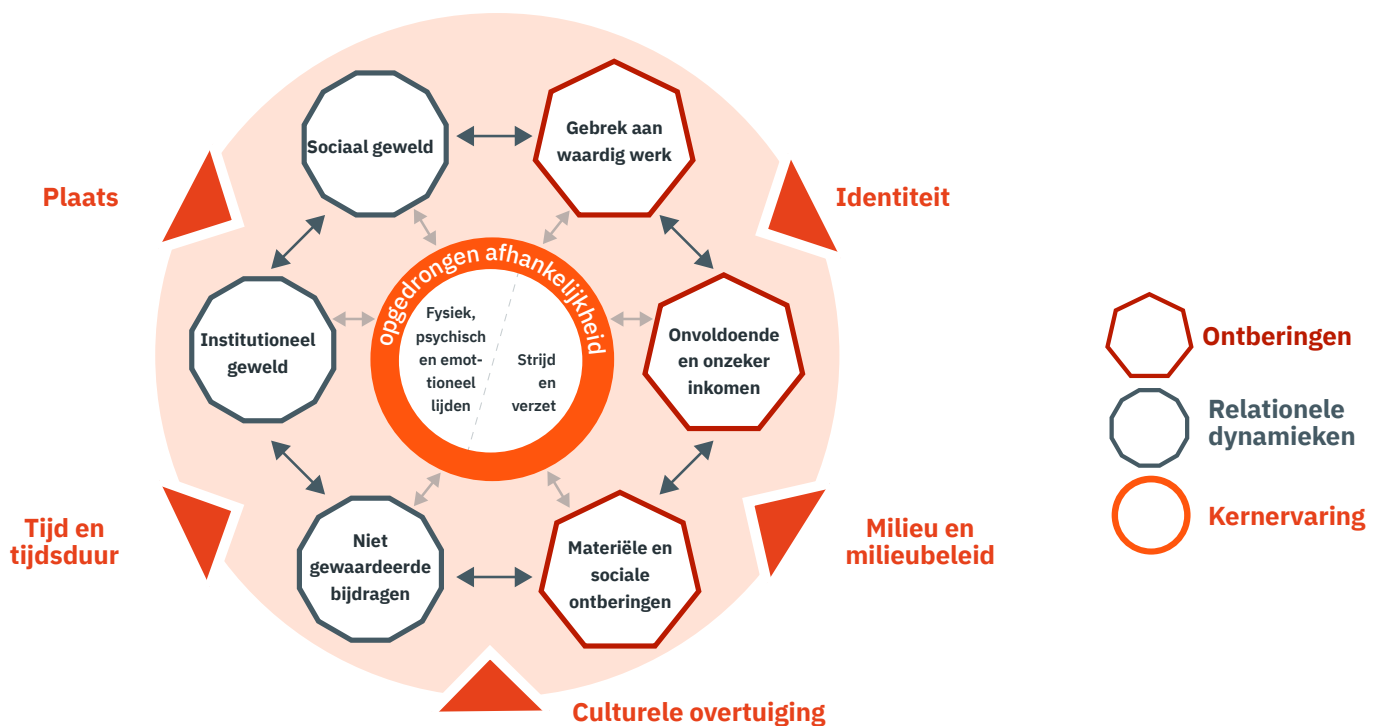 Sociaal geweld
Gebrek aan
waardig werk
Plaats
Identiteit
opgedrongen afhankelijkheid
Institutioneel
geweld
Fysiek,
psychisch
en emot-
tioneel
lijden
Strijd
en
verzet
Onvoldoende
en onzeker
inkomen
Ontberingen
Relationele
dynamieken
Kernervaring
Tijd en
tijdsduur
Niet
gewaardeerde
bijdragen
Materiële en
sociale
ontberingen
Milieu en
milieubeleid
Culturele overtuiging